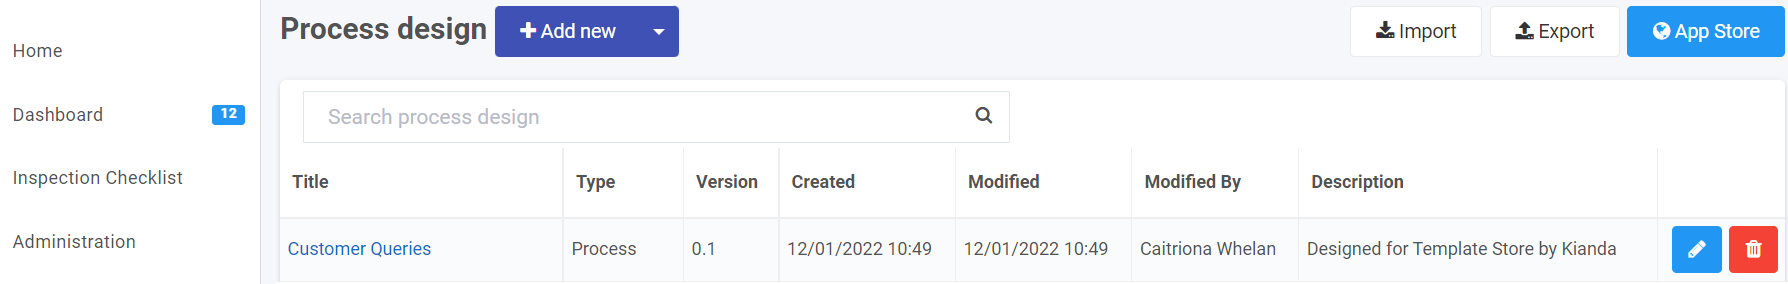 Home
Dashboard 12
Inspection Checklist
Administration
Process design Add new Import Export App Store
Search process design
Title Type Version Created Modified Modified By Description
Customer Queries Process 0.1 12/01/2022 10:49 12/01/2022 10:49 Caitriona Whelan Designed for Template Store by Kianda